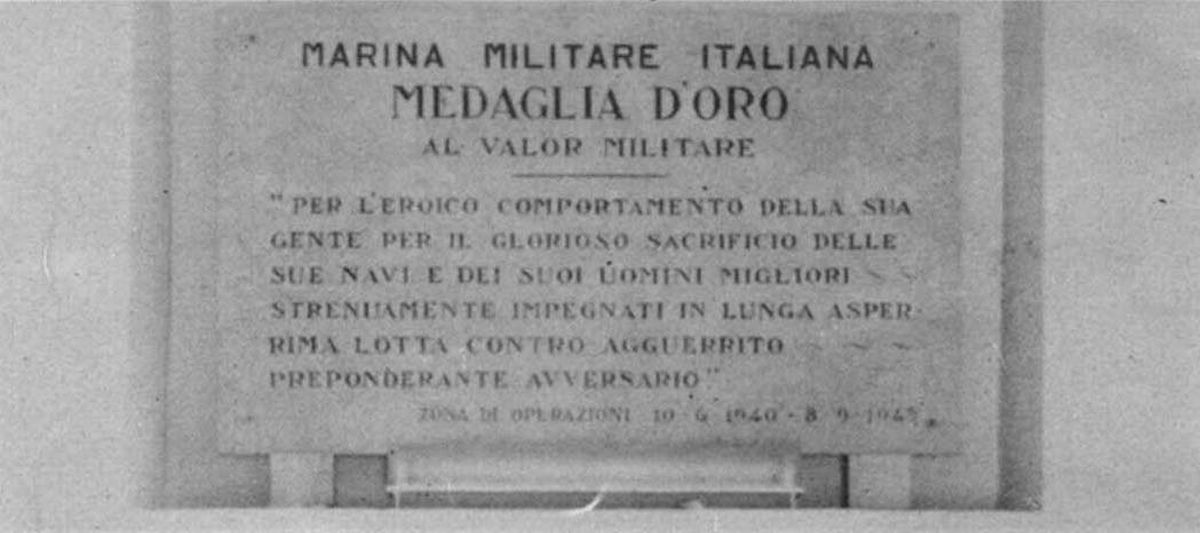 MARINA MILITARE ITALIANA
MEDAGLIA D'ORO
AL VALOR MILITARE
"PER L'EROICO COMPORTAMENTO DELLA SUA
GENTE PER IL GLORIOSO SACRIFICIO DELLE
SUE NAVI E DEI SUOI UOMINI MIGLIORI
STRENUAMENTE IMPEGNATI IN LUNGA ASPER-
RIMA LOTTA CONTRO AGGUERRITO
PREPONDERANTE AVVERSARIO"
ZONA DI OPERAZIONI 10 6 1940 - 8 9 1943